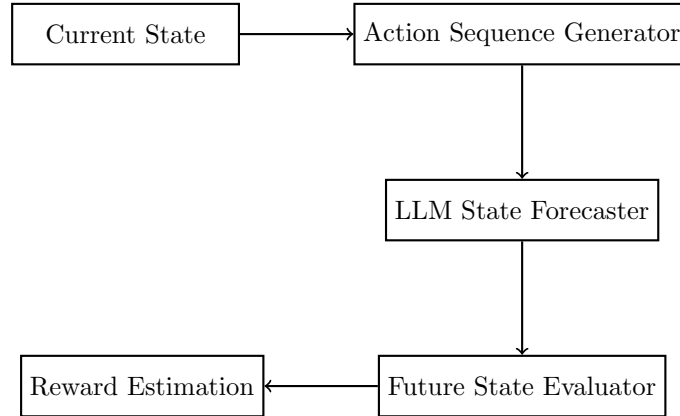 Current State
Action Sequence Generator
LLM State Forecaster
Reward Estimation
Future State Evaluator